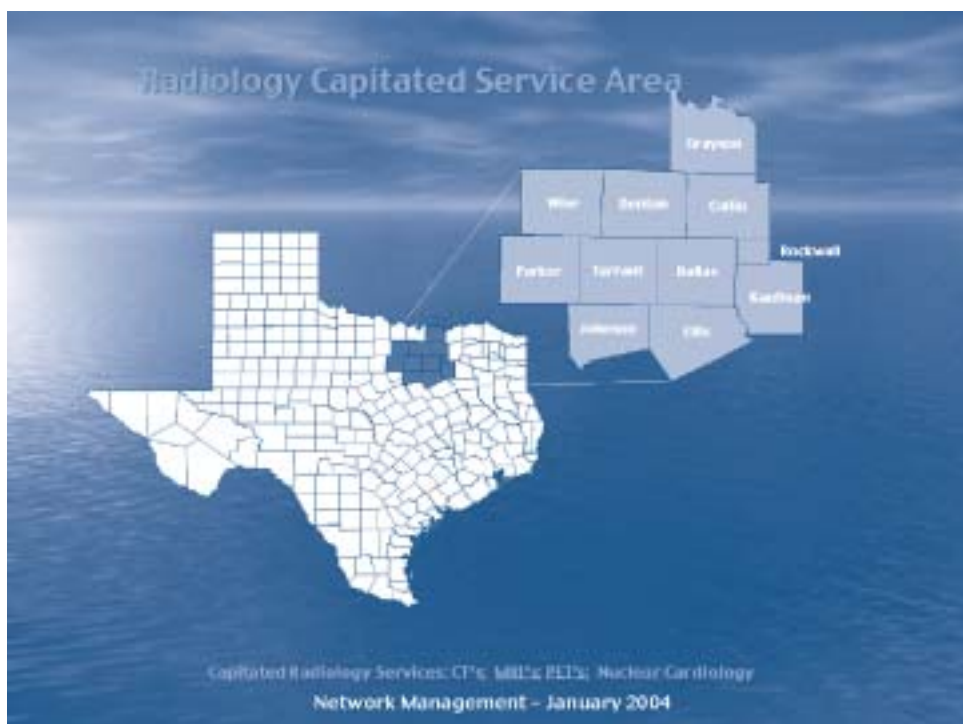 Radiology Capitated Service Area
Grayson
Wise Denton Collin
Rockwall
Parker Tarrant Dallas
Kaufman
Johnson Ellis
Capitated Radiology Services: CT's; MRI's; PET's; Nuclear Cardiology
Network Management – January 2004